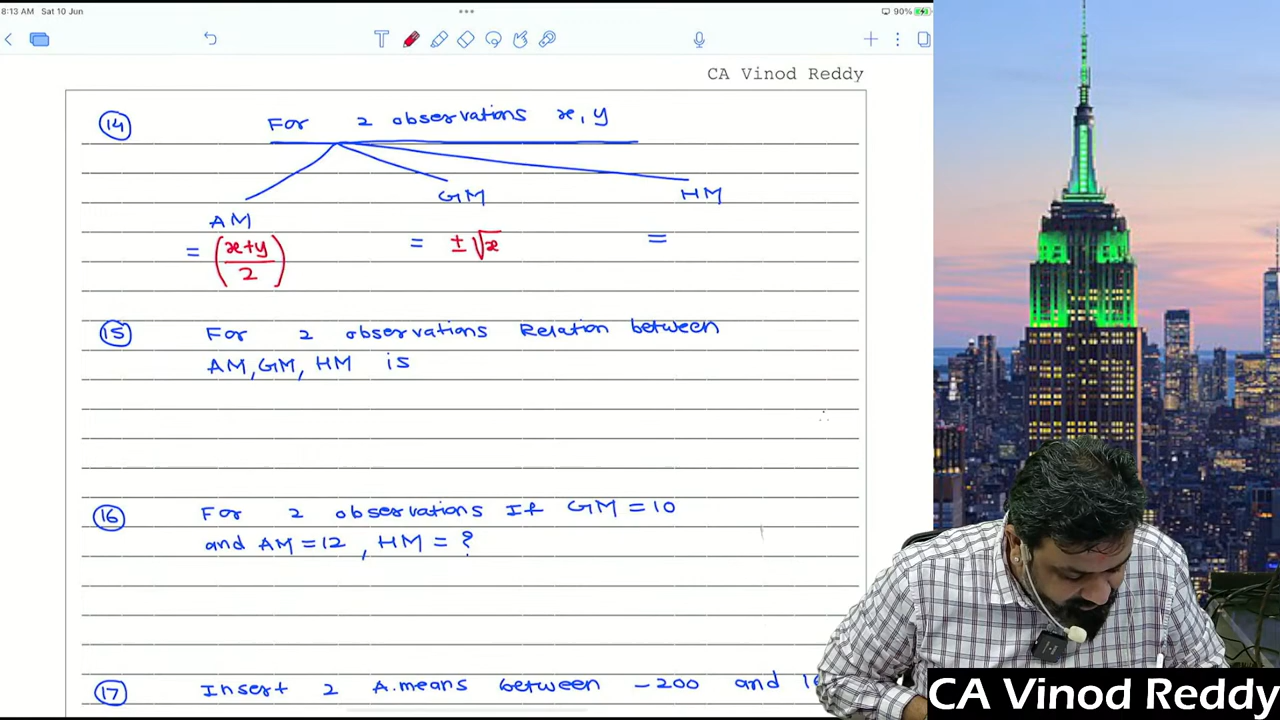 8:13 AM Sat 10 Jun
90%
T
CA Vinod Reddy
14 For 2 observations x, y
AM GM HM
= (x+y/2) = ±√x =
15 For 2 observations Relation between
AM, GM, HM is
16 For 2 observations If GM = 10
and AM = 12, HM = ?
17 Insert 2 A.means between -200 and
CA Vinod Reddy